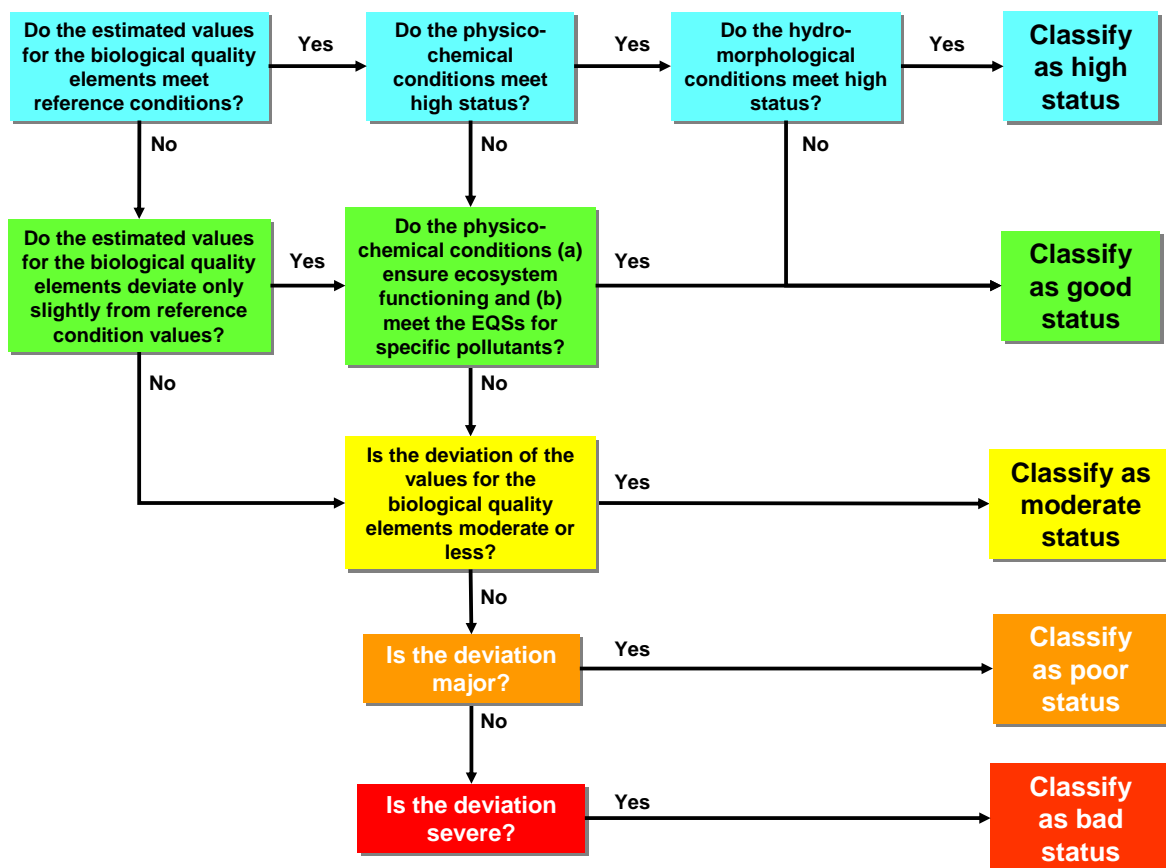 Do the estimated values
for the biological quality
elements meet
reference conditions?
Yes
Do the physico-
chemical
conditions meet
high status?
Yes
Do the hydro-
morphological
conditions meet high
status?
Yes
Classify
as high
status
No
No
No
Do the estimated values
for the biological quality
elements deviate only
slightly from reference
condition values?
Yes
Do the physico-
chemical conditions (a)
ensure ecosystem
functioning and (b)
meet the EQSs for
specific pollutants?
Yes
Classify
as good
status
No
No
Is the deviation of the
values for the
biological quality
elements moderate or
less?
Yes
Classify as
moderate
status
No
Is the deviation
major?
Yes
Classify
as poor
status
No
Is the deviation
severe?
Yes
Classify
as bad
status